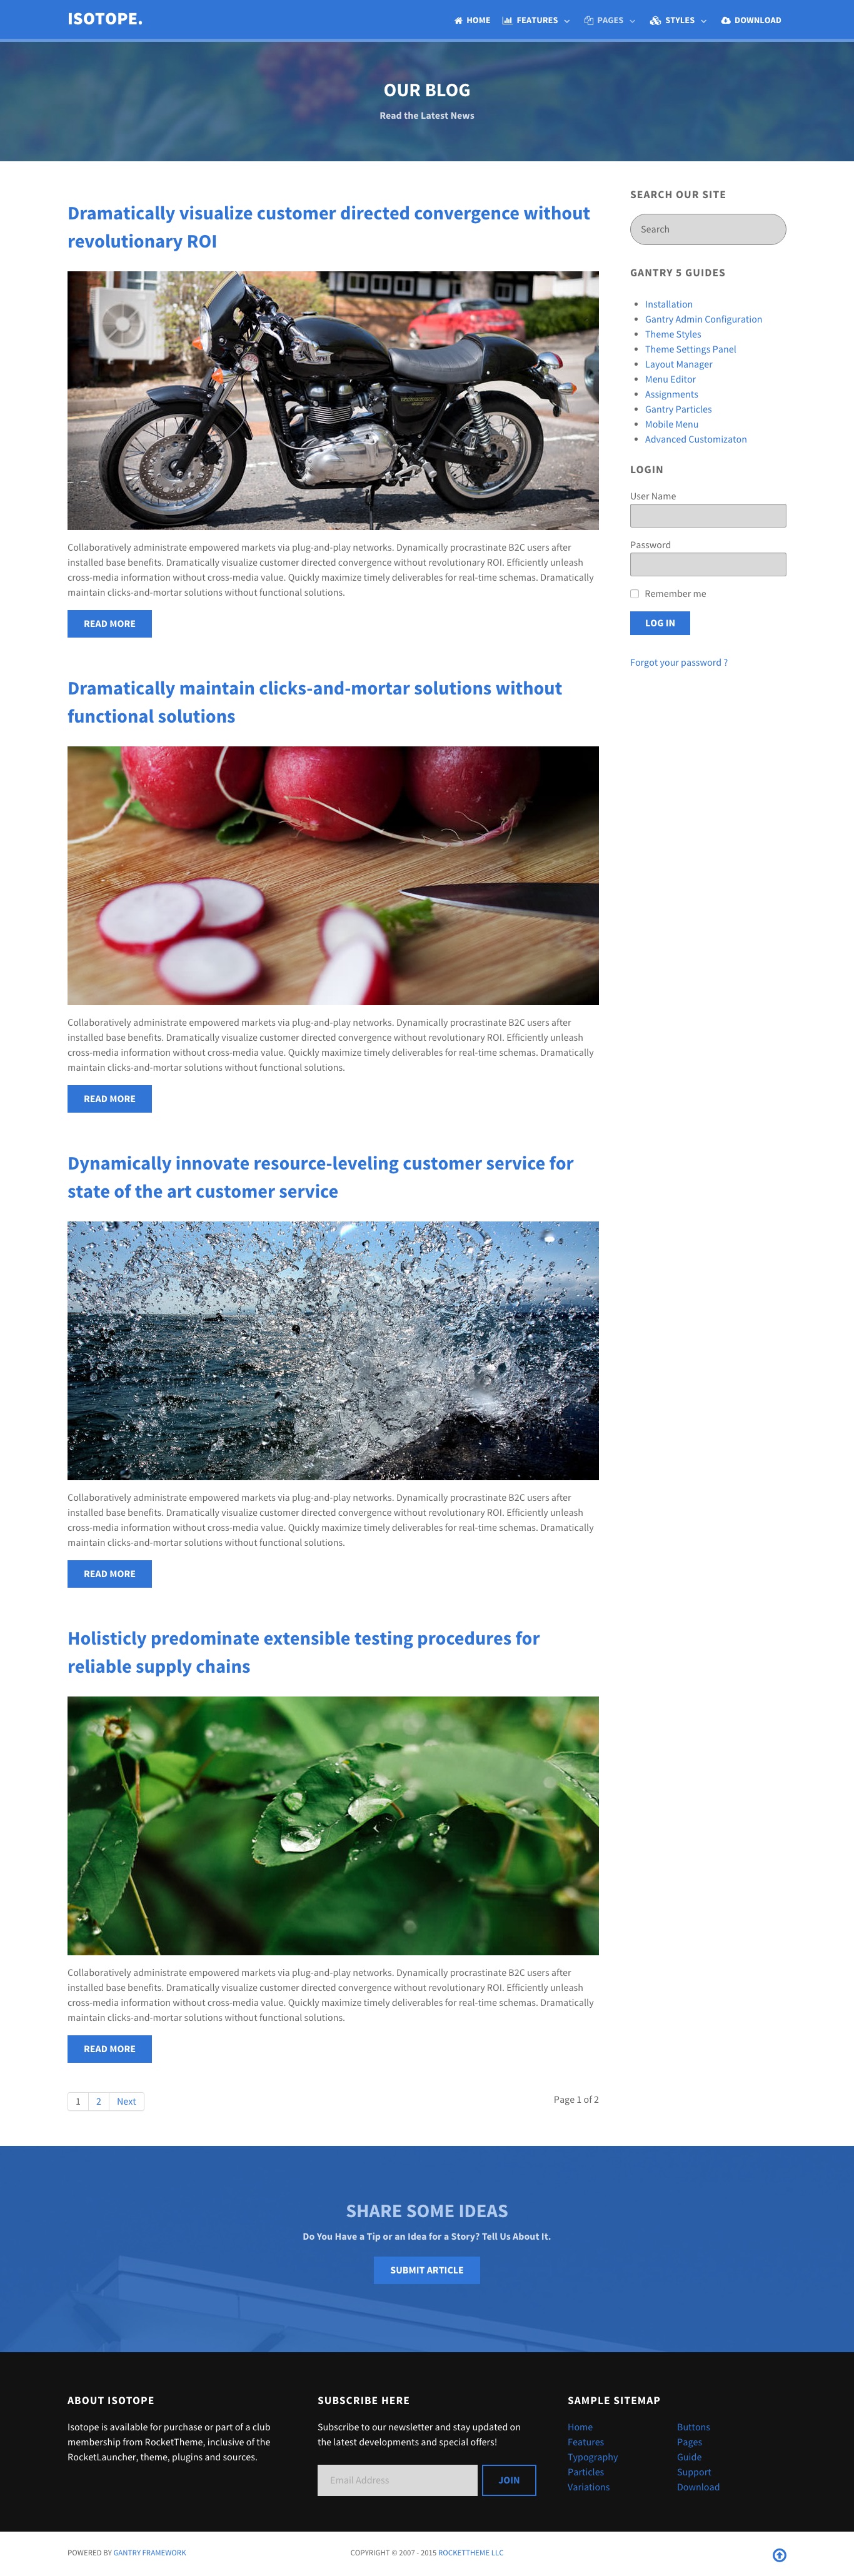 ISOTOPE.
HOME FEATURES PAGES STYLES DOWNLOAD
OUR BLOG
Read the Latest News
Dramatically visualize customer directed convergence without
revolutionary ROI
Collaboratively administrate empowered markets via plug-and-play networks. Dynamically procrastinate B2C users after
installed base benefits. Dramatically visualize customer directed convergence without revolutionary ROI. Efficiently unleash
cross-media information without cross-media value. Quickly maximize timely deliverables for real-time schemas. Dramatically
maintain clicks-and-mortar solutions without functional solutions.
READ MORE
Dramatically maintain clicks-and-mortar solutions without
functional solutions
Collaboratively administrate empowered markets via plug-and-play networks. Dynamically procrastinate B2C users after
installed base benefits. Dramatically visualize customer directed convergence without revolutionary ROI. Efficiently unleash
cross-media information without cross-media value. Quickly maximize timely deliverables for real-time schemas. Dramatically
maintain clicks-and-mortar solutions without functional solutions.
READ MORE
Dynamically innovate resource-leveling customer service for
state of the art customer service
Collaboratively administrate empowered markets via plug-and-play networks. Dynamically procrastinate B2C users after
installed base benefits. Dramatically visualize customer directed convergence without revolutionary ROI. Efficiently unleash
cross-media information without cross-media value. Quickly maximize timely deliverables for real-time schemas. Dramatically
maintain clicks-and-mortar solutions without functional solutions.
READ MORE
Holisticly predominate extensible testing procedures for
reliable supply chains
Collaboratively administrate empowered markets via plug-and-play networks. Dynamically procrastinate B2C users after
installed base benefits. Dramatically visualize customer directed convergence without revolutionary ROI. Efficiently unleash
cross-media information without cross-media value. Quickly maximize timely deliverables for real-time schemas. Dramatically
maintain clicks-and-mortar solutions without functional solutions.
READ MORE
1 2 Next
Page 1 of 2
SEARCH OUR SITE
Search
GANTRY 5 GUIDES
Installation
Gantry Admin Configuration
Theme Styles
Theme Settings Panel
Layout Manager
Menu Editor
Assignments
Gantry Particles
Mobile Menu
Advanced Customizaton
LOGIN
User Name
Password
Remember me
LOG IN
Forgot your password ?
SHARE SOME IDEAS
Do You Have a Tip or an Idea for a Story? Tell Us About It.
SUBMIT ARTICLE
ABOUT ISOTOPE
Isotope is available for purchase or part of a club
membership from RocketTheme, inclusive of the
RocketLauncher, theme, plugins and sources.
SUBSCRIBE HERE
Subscribe to our newsletter and stay updated on
the latest developments and special offers!
Email Address
JOIN
SAMPLE SITEMAP
Home
Features
Typography
Particles
Variations
Buttons
Pages
Guide
Support
Download
POWERED BY GANTRY FRAMEWORK
COPYRIGHT © 2007 - 2015 ROCKETTHEME LLC